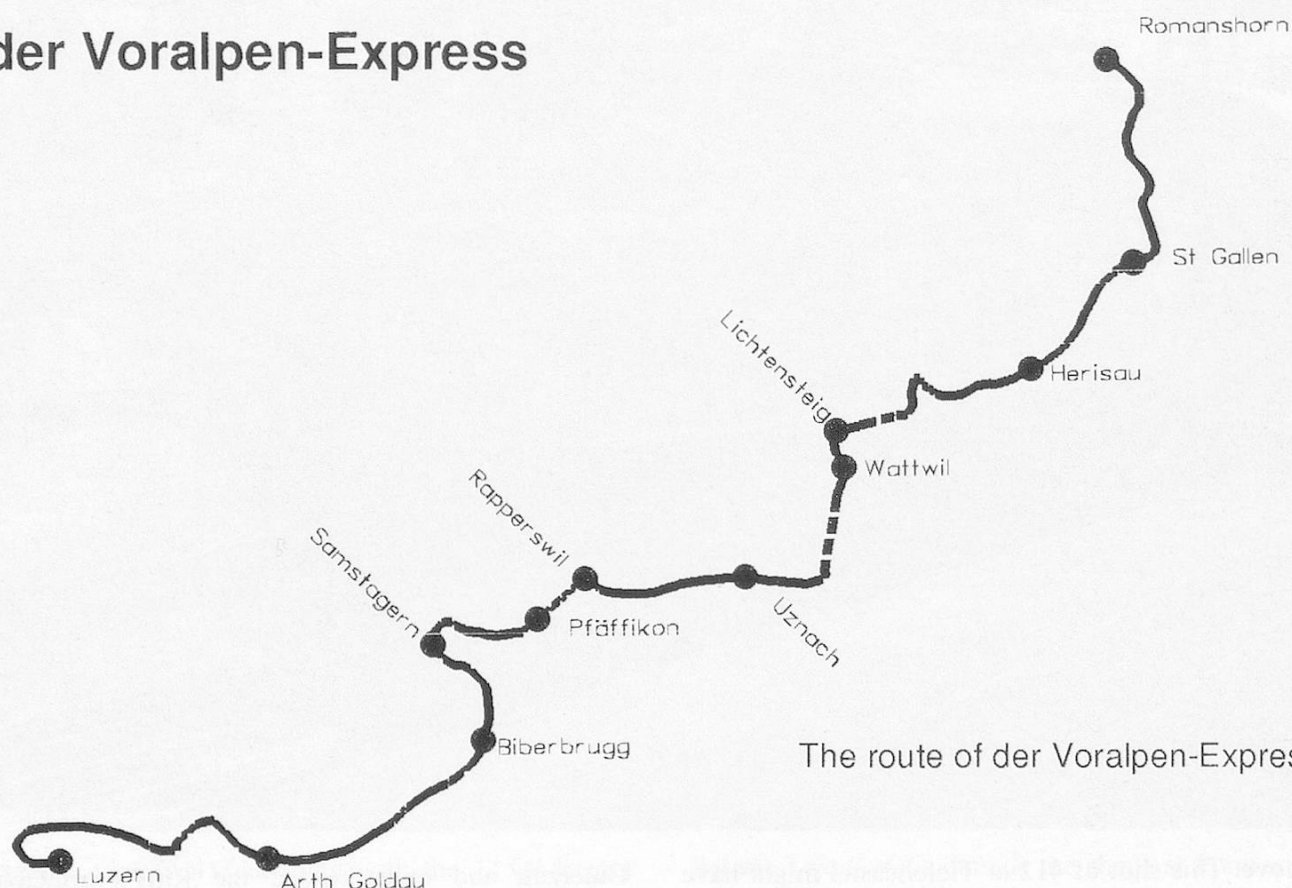 der Voralpen-Express
Romanshorn
St Gallen
Lichtensteig
Herisau
Wattwil
Rapperswil
Samstagern
Pfäffikon
Uznach
Biberbrugg
The route of der Voralpen-Expres
Luzern
Arth Goldau